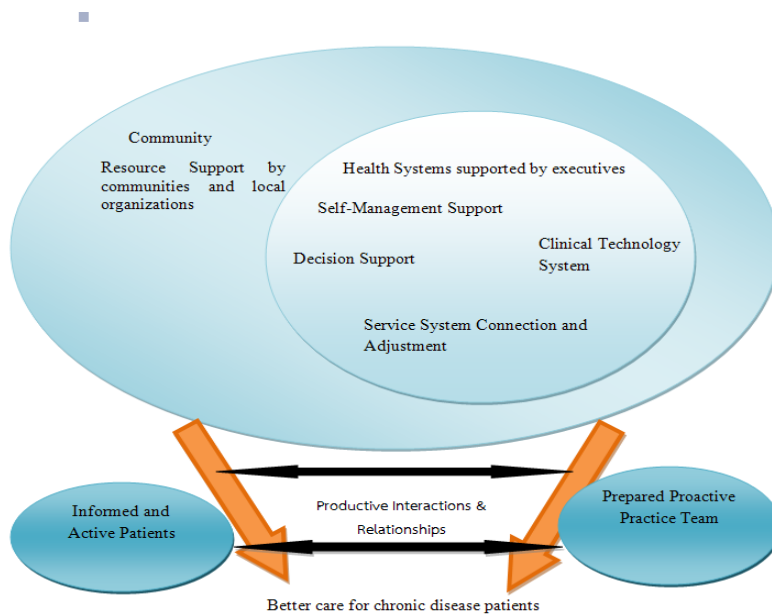 Community
Resource Support by
communities and local
organizations
Health Systems supported by executives
Self-Management Support
Decision Support
Clinical Technology
System
Service System Connection and
Adjustment
Informed and
Active Patients
Productive Interactions &
Relationships
Prepared Proactive
Practice Team
Better care for chronic disease patients